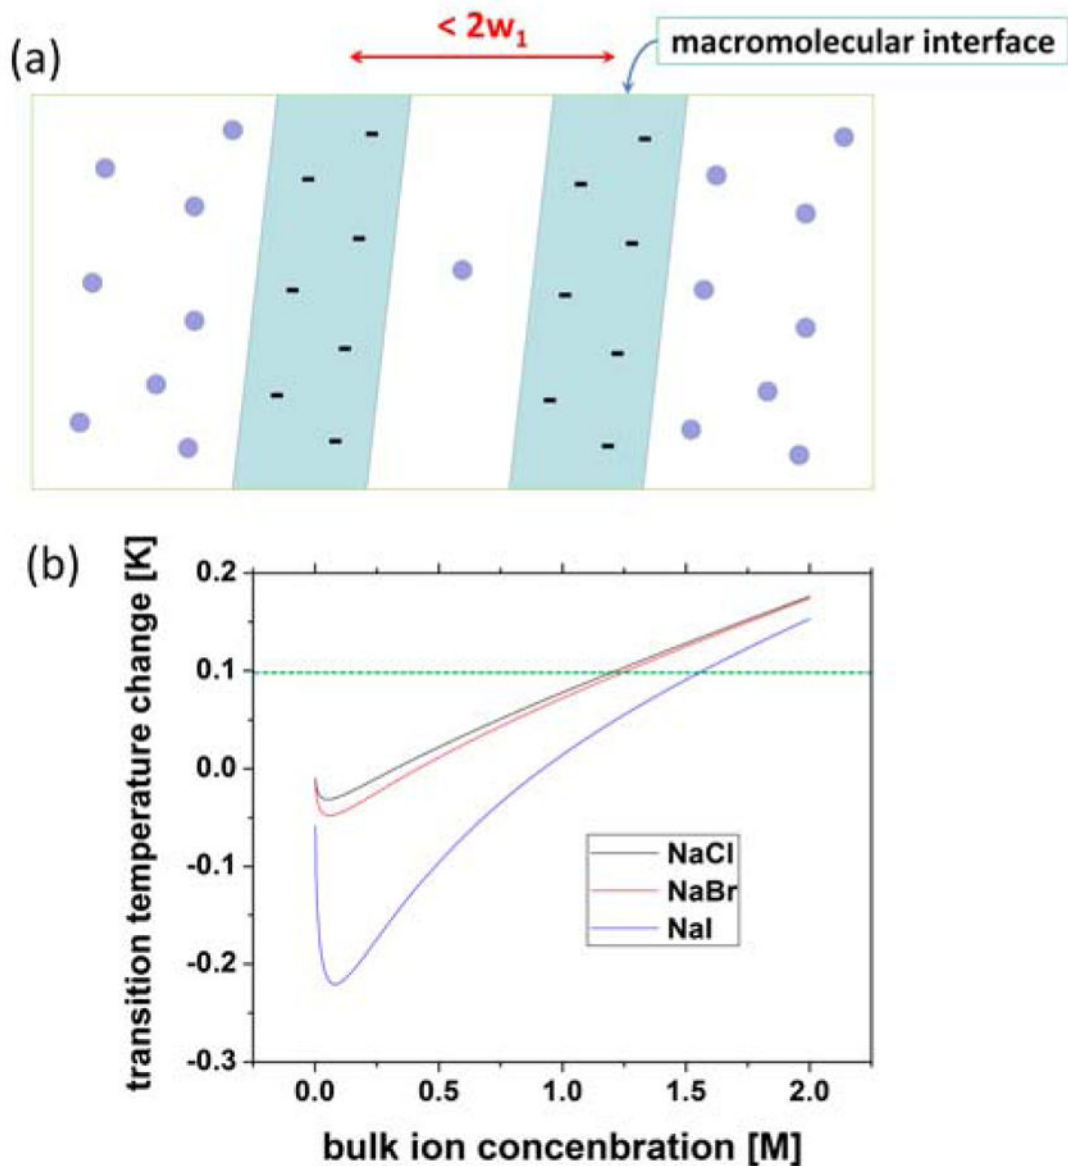 (a)
< 2w1
macromolecular interface
(b)
transition temperature change [K]
0.2
0.1
0.0
-0.1
-0.2
-0.3
NaCl
NaBr
NaI
0.0 0.5 1.0 1.5 2.0
bulk ion concenbration [M]